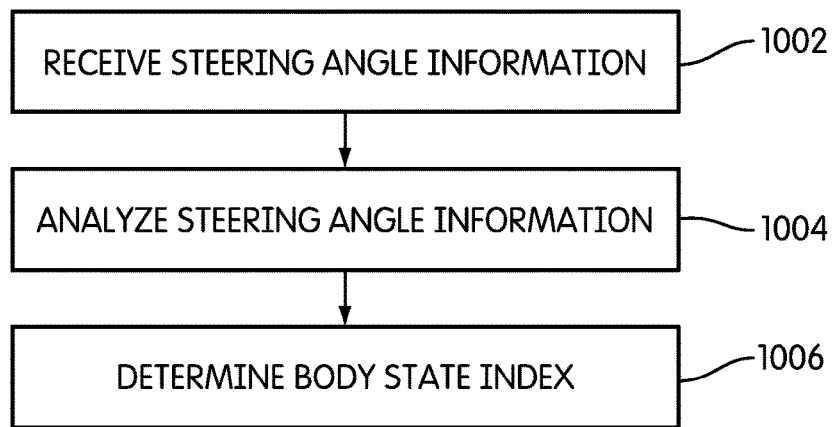 RECEIVE STEERING ANGLE INFORMATION
1002
ANALYZE STEERING ANGLE INFORMATION
1004
DETERMINE BODY STATE INDEX
1006